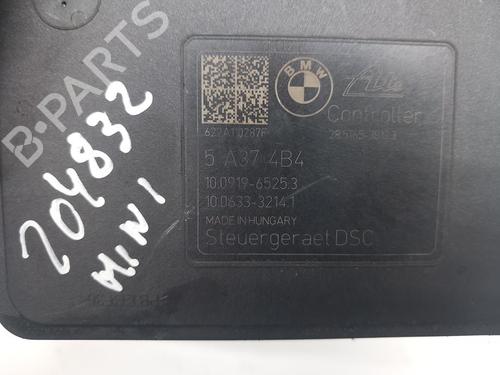 BMW
Ate
Controller
5 A37 4B4
10.0919-6525.3
10.0633-3214.1
MADE IN HUNGARY
Steuergeraet DSC
204832
MINI
B-PARTS